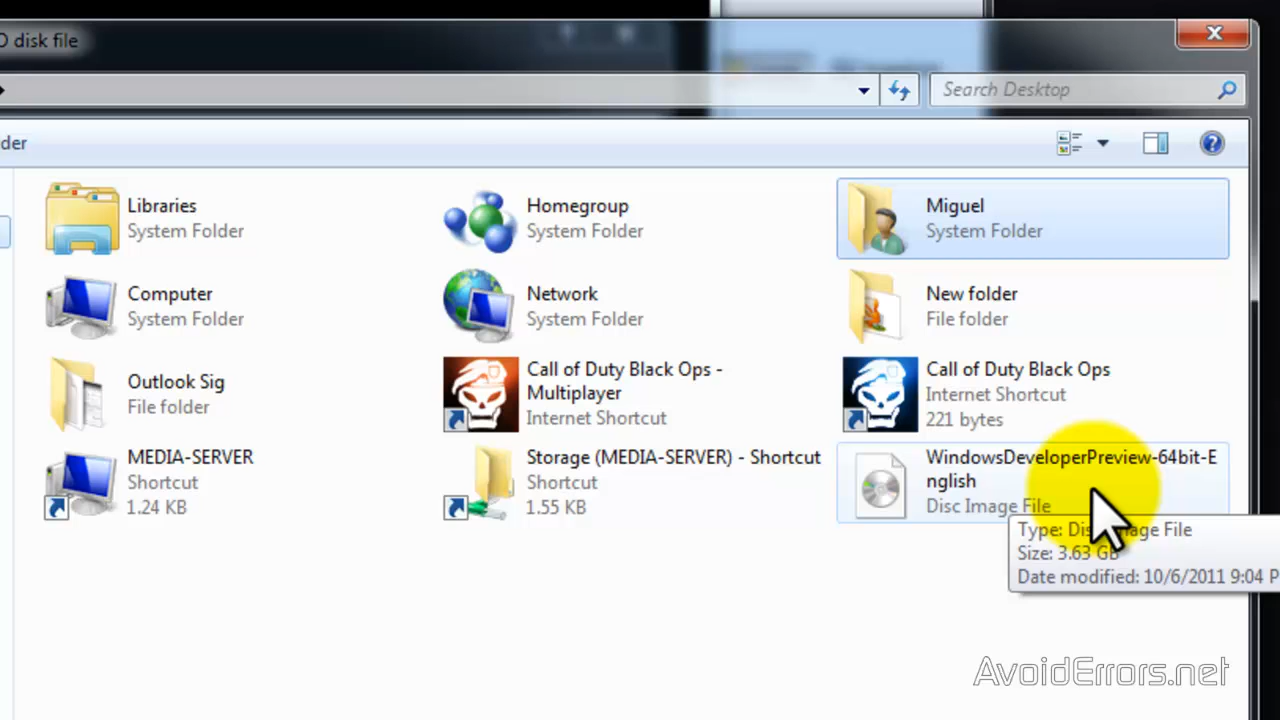 O disk file
Search Desktop
der
Libraries
System Folder
Homegroup
System Folder
Miguel
System Folder
Computer
System Folder
Network
System Folder
New folder
File folder
Outlook Sig
File folder
Call of Duty Black Ops -
Multiplayer
Internet Shortcut
Call of Duty Black Ops
Internet Shortcut
221 bytes
MEDIA-SERVER
Shortcut
1.24 KB
Storage (MEDIA-SERVER) - Shortcut
Shortcut
1.55 KB
WindowsDeveloperPreview-64bit-E
nglish
Disc Image File
Type: Disc Image File
Size: 3.63 GB
Date modified: 10/6/2011 9:04 P
AvoidErrors.net